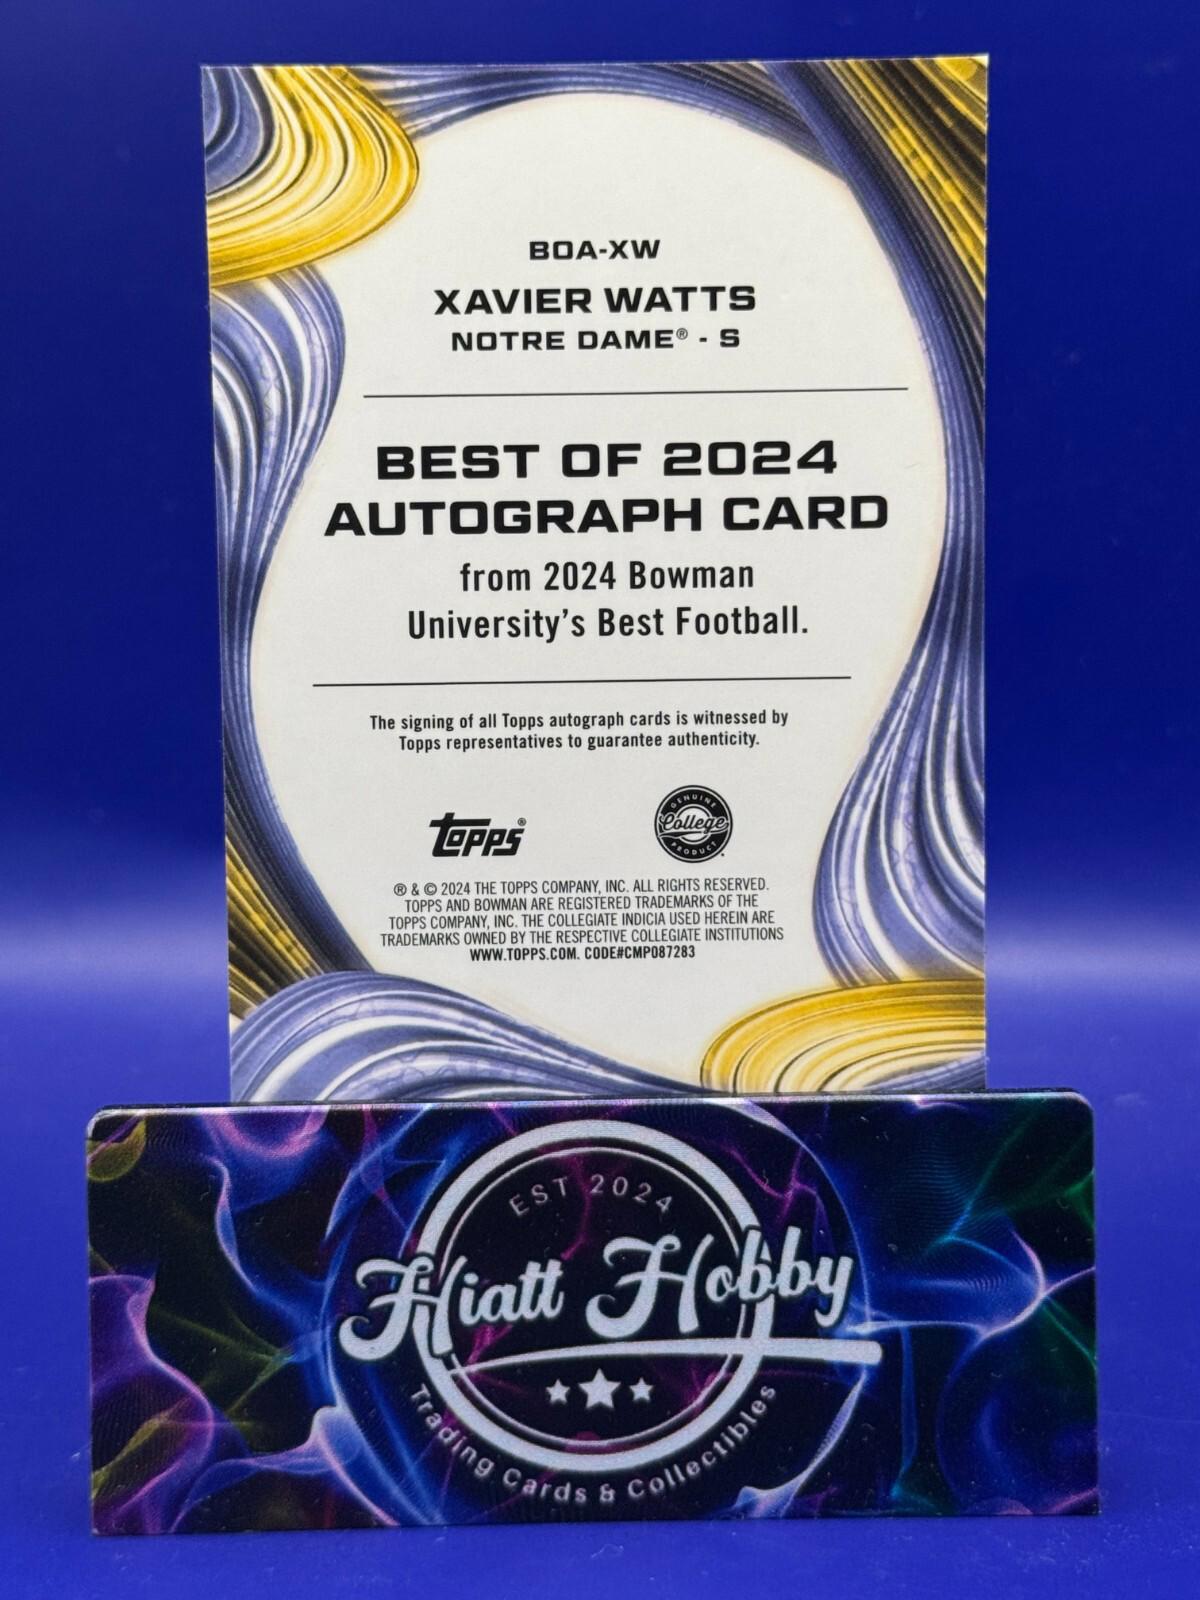 BOA-XW
XAVIER WATTS
NOTRE DAME® - S
BEST OF 2024
AUTOGRAPH CARD
from 2024 Bowman
University's Best Football.
The signing of all Topps autograph cards is witnessed by
Topps representatives to guarantee authenticity.
topps®
GENUINE
College
PRODUCT
® & © 2024 THE TOPPS COMPANY, INC. ALL RIGHTS RESERVED.
TOPPS AND BOWMAN ARE REGISTERED TRADEMARKS OF THE
TOPPS COMPANY, INC. THE COLLEGIATE INDICIA USED HEREIN ARE
TRADEMARKS OWNED BY THE RESPECTIVE COLLEGIATE INSTITUTIONS
WWW.TOPPS.COM. CODE#CMP087283
EST 2024
Hiatt Hobby
Trading Cards & Collectibles